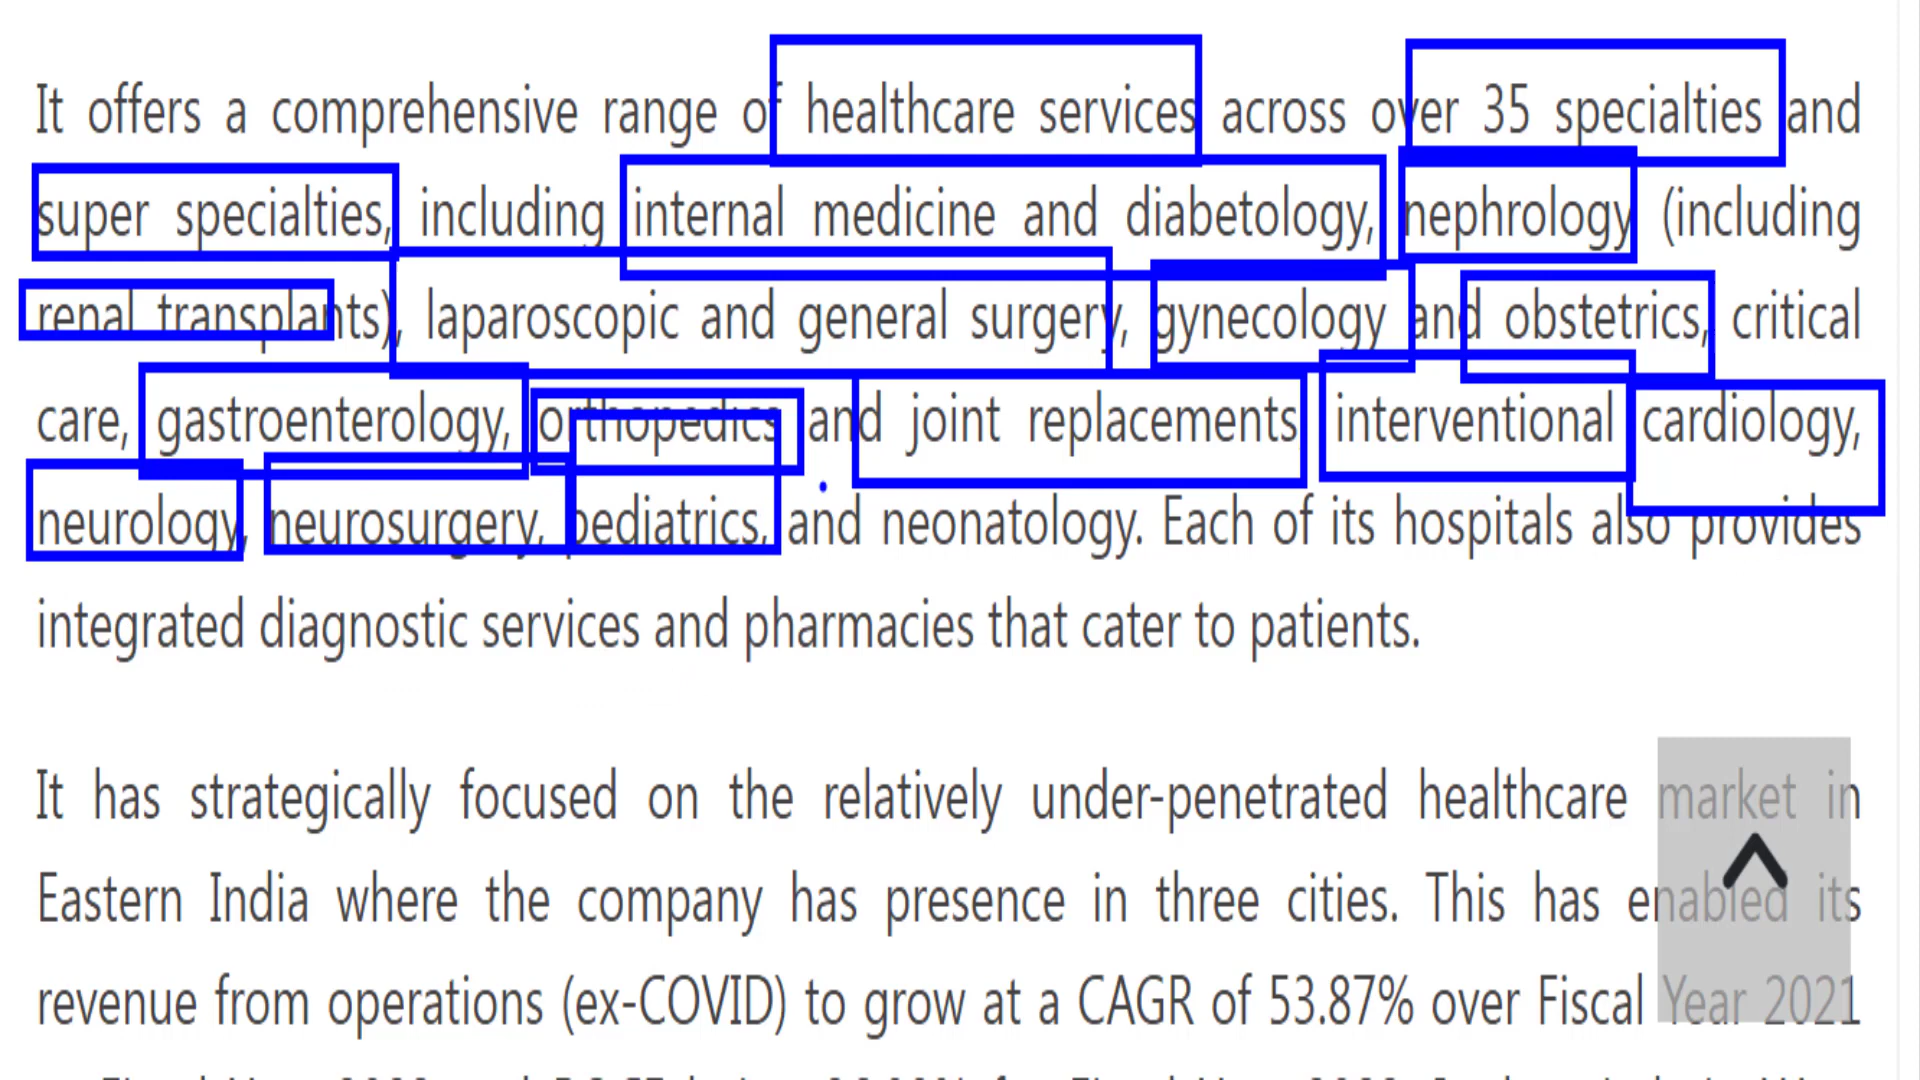 It offers a comprehensive range of healthcare services across over 35 specialties and
super specialties, including internal medicine and diabetology, nephrology (including
renal transplants), laparoscopic and general surgery, gynecology and obstetrics, critical
care, gastroenterology, orthopedics and joint replacements, interventional cardiology,
neurology, neurosurgery, pediatrics, and neonatology. Each of its hospitals also provides
integrated diagnostic services and pharmacies that cater to patients.
It has strategically focused on the relatively under-penetrated healthcare market in
Eastern India where the company has presence in three cities. This has enabled its
revenue from operations (ex-COVID) to grow at a CAGR of 53.87% over Fiscal Year 2021